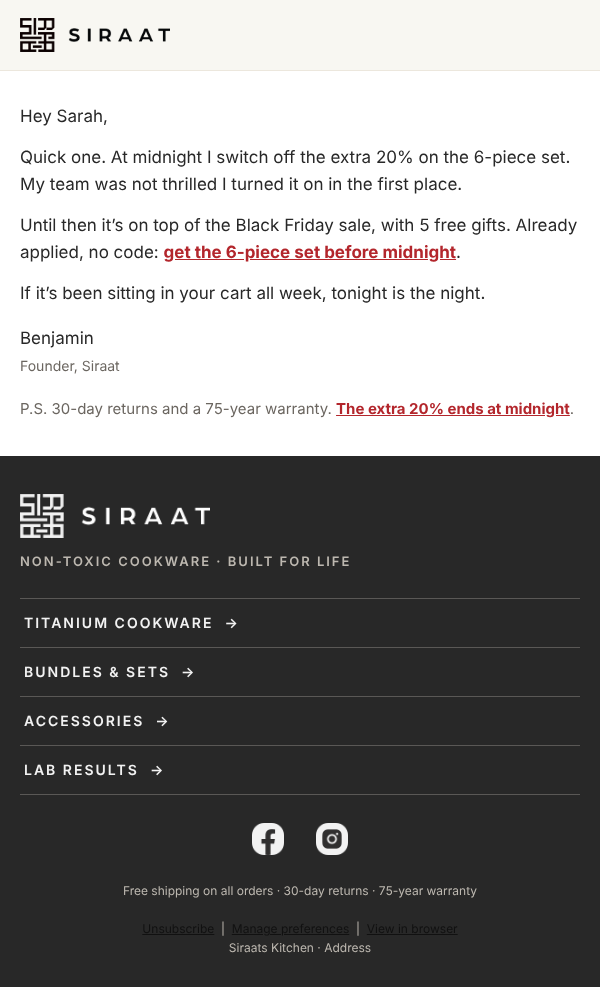 SIRAAT
Hey Sarah,
Quick one. At midnight I switch off the extra 20% on the 6-piece set.
My team was not thrilled I turned it on in the first place.
Until then it’s on top of the Black Friday sale, with 5 free gifts. Already
applied, no code: get the 6-piece set before midnight.
If it’s been sitting in your cart all week, tonight is the night.
Benjamin
Founder, Siraat
P.S. 30-day returns and a 75-year warranty. The extra 20% ends at midnight.
SIRAAT
NON-TOXIC COOKWARE · BUILT FOR LIFE
TITANIUM COOKWARE →
BUNDLES & SETS →
ACCESSORIES →
LAB RESULTS →
Free shipping on all orders · 30-day returns · 75-year warranty
Unsubscribe | Manage preferences | View in browser
Siraats Kitchen · Address